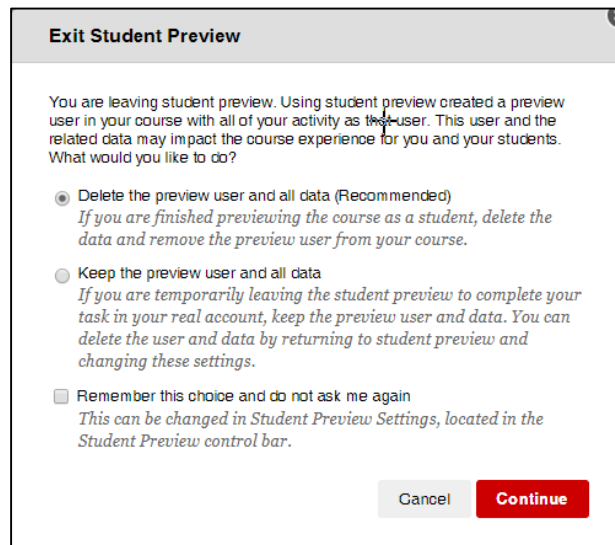 Exit Student Preview
You are leaving student preview. Using student preview created a preview
user in your course with all of your activity as that user. This user and the
related data may impact the course experience for you and your students.
What would you like to do?
Delete the preview user and all data (Recommended)
If you are finished previewing the course as a student, delete the
data and remove the preview user from your course.
Keep the preview user and all data
If you are temporarily leaving the student preview to complete your
task in your real account, keep the preview user and data. You can
delete the user and data by returning to student preview and
changing these settings.
Remember this choice and do not ask me again
This can be changed in Student Preview Settings, located in the
Student Preview control bar.
Cancel Continue